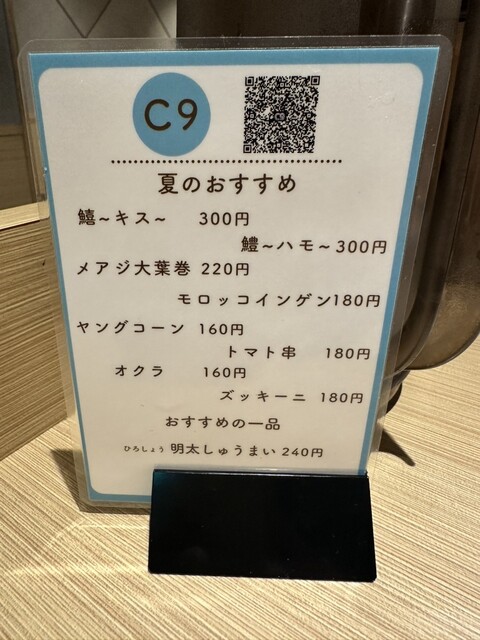 C9
夏のおすすめ
鱚~キス~ 300円
鱧~ハモ~300円
メアジ大葉巻 220円
モロッコインゲン180円
ヤングコーン 160円
トマト串 180円
オクラ 160円
ズッキーニ 180円
おすすめの一品
ひろしょう 明太しゅうまい 240円